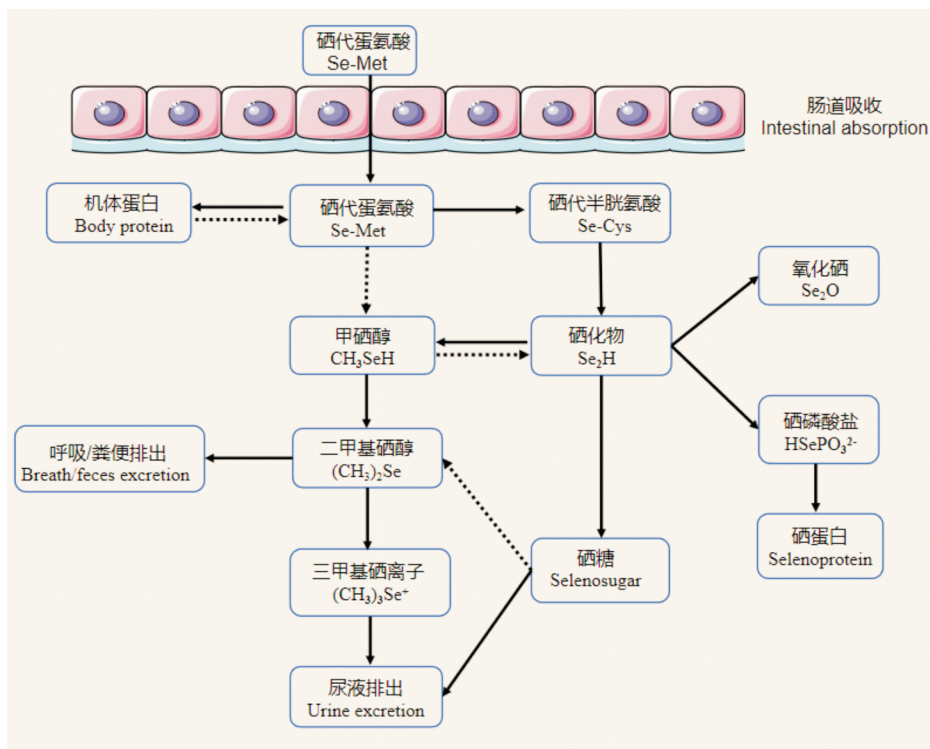 硒代蛋氨酸
Se-Met
肠道吸收
Intestinal absorption
机体蛋白
Body protein
硒代蛋氨酸
Se-Met
硒代半胱氨酸
Se-Cys
氧化硒
Se₂O
甲硒醇
CH₃SeH
硒化物
Se₂H
硒磷酸盐
HSePO₃²⁻
呼吸/粪便排出
Breath/feces excretion
二甲基硒醇
(CH₃)₂Se
硒蛋白
Selenoprotein
三甲基硒离子
(CH₃)₃Se⁺
硒糖
Selenosugar
尿液排出
Urine excretion